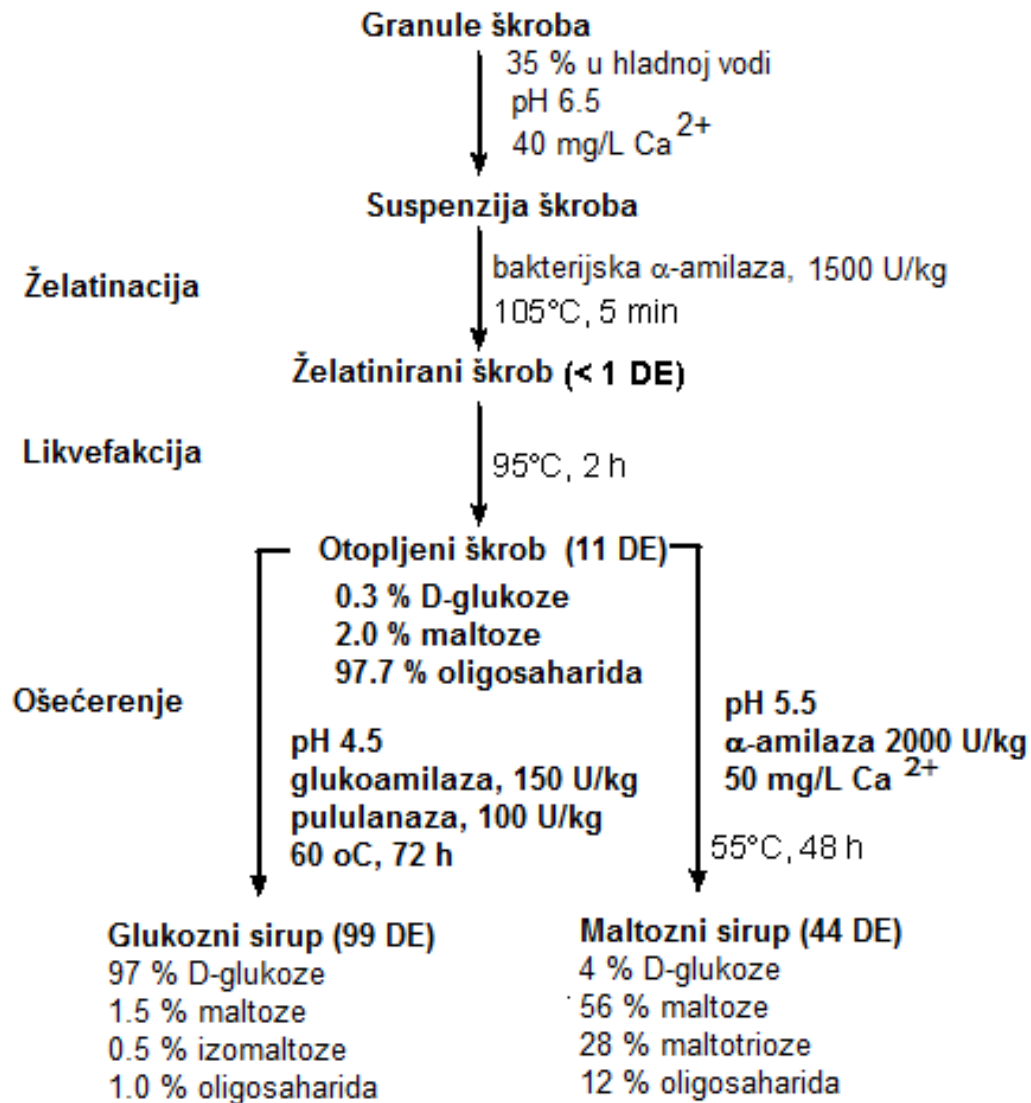 Granule škroba
35 % u hladnoj vodi
pH 6.5
40 mg/L Ca 2+
Suspenzija škroba
Želatinacija
bakterijska α-amilaza, 1500 U/kg
105°C, 5 min
Želatinirani škrob (< 1 DE)
Likvefakcija
95°C, 2 h
Otopljeni škrob (11 DE)
0.3 % D-glukoze
2.0 % maltoze
97.7 % oligosaharida
Ošećerenje
pH 4.5
glukoamilaza, 150 U/kg
pululanaza, 100 U/kg
60 oC, 72 h
pH 5.5
α-amilaza 2000 U/kg
50 mg/L Ca 2+
55°C, 48 h
Glukozni sirup (99 DE)
97 % D-glukoze
1.5 % maltoze
0.5 % izomaltoze
1.0 % oligosaharida
Maltozni sirup (44 DE)
4 % D-glukoze
56 % maltoze
28 % maltotrioze
12 % oligosaharida